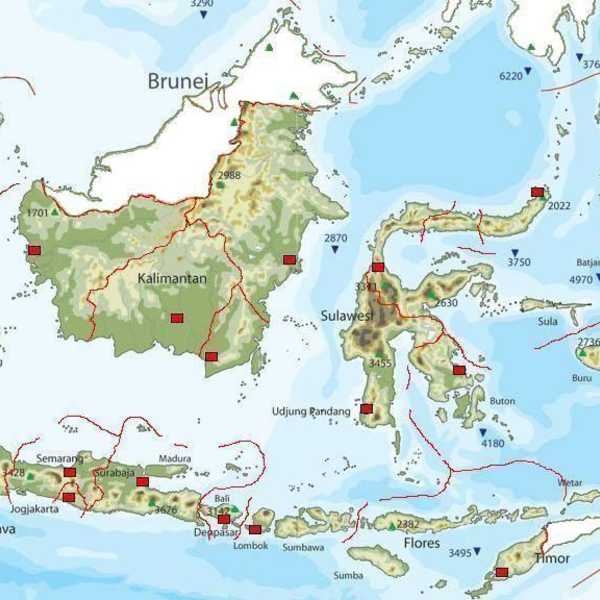 3290
376
6220
Brunei
2988
1701
2022
2870
3750
Batjan
4970
Kalimantan
3311
2630
Sulawesi
Sula
2736
3455
Buru
Udjung Pandang
Buton
4180
Semarang
Madura
3428
Surabaja
Wetar
Jogjakarta
3676
Bali
3142
Denpasar
Lombok
Sumbawa
2382
Flores
3495
Timor
Sumba